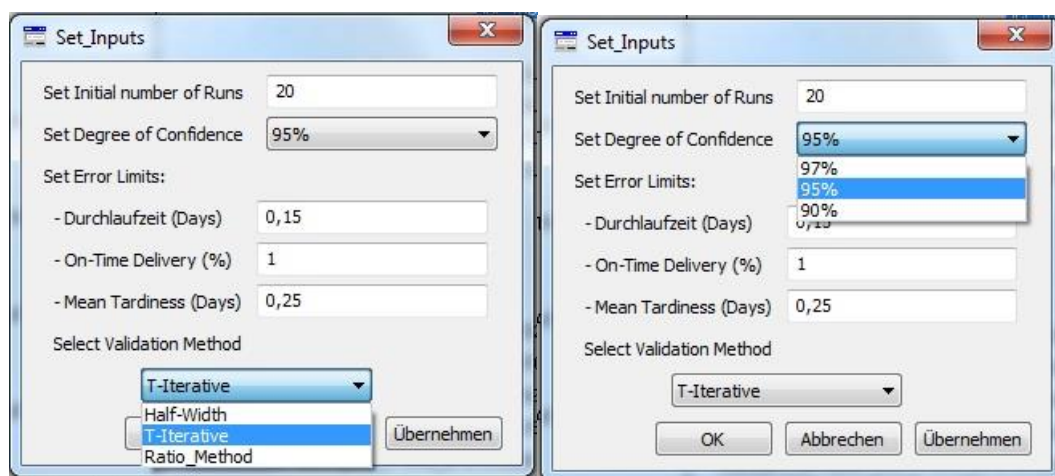 Set_Inputs
Set Initial number of Runs 20
Set Degree of Confidence 95%
Set Error Limits:
- Durchlaufzeit (Days) 0,15
- On-Time Delivery (%) 1
- Mean Tardiness (Days) 0,25
Select Validation Method
T-Iterative
Half-Width
T-Iterative
Ratio_Method
Übernehmen
Set_Inputs
Set Initial number of Runs 20
Set Degree of Confidence 95%
97%
95%
90%
Set Error Limits:
- Durchlaufzeit (Days) 0,15
- On-Time Delivery (%) 1
- Mean Tardiness (Days) 0,25
Select Validation Method
T-Iterative
OK Abbrechen Übernehmen